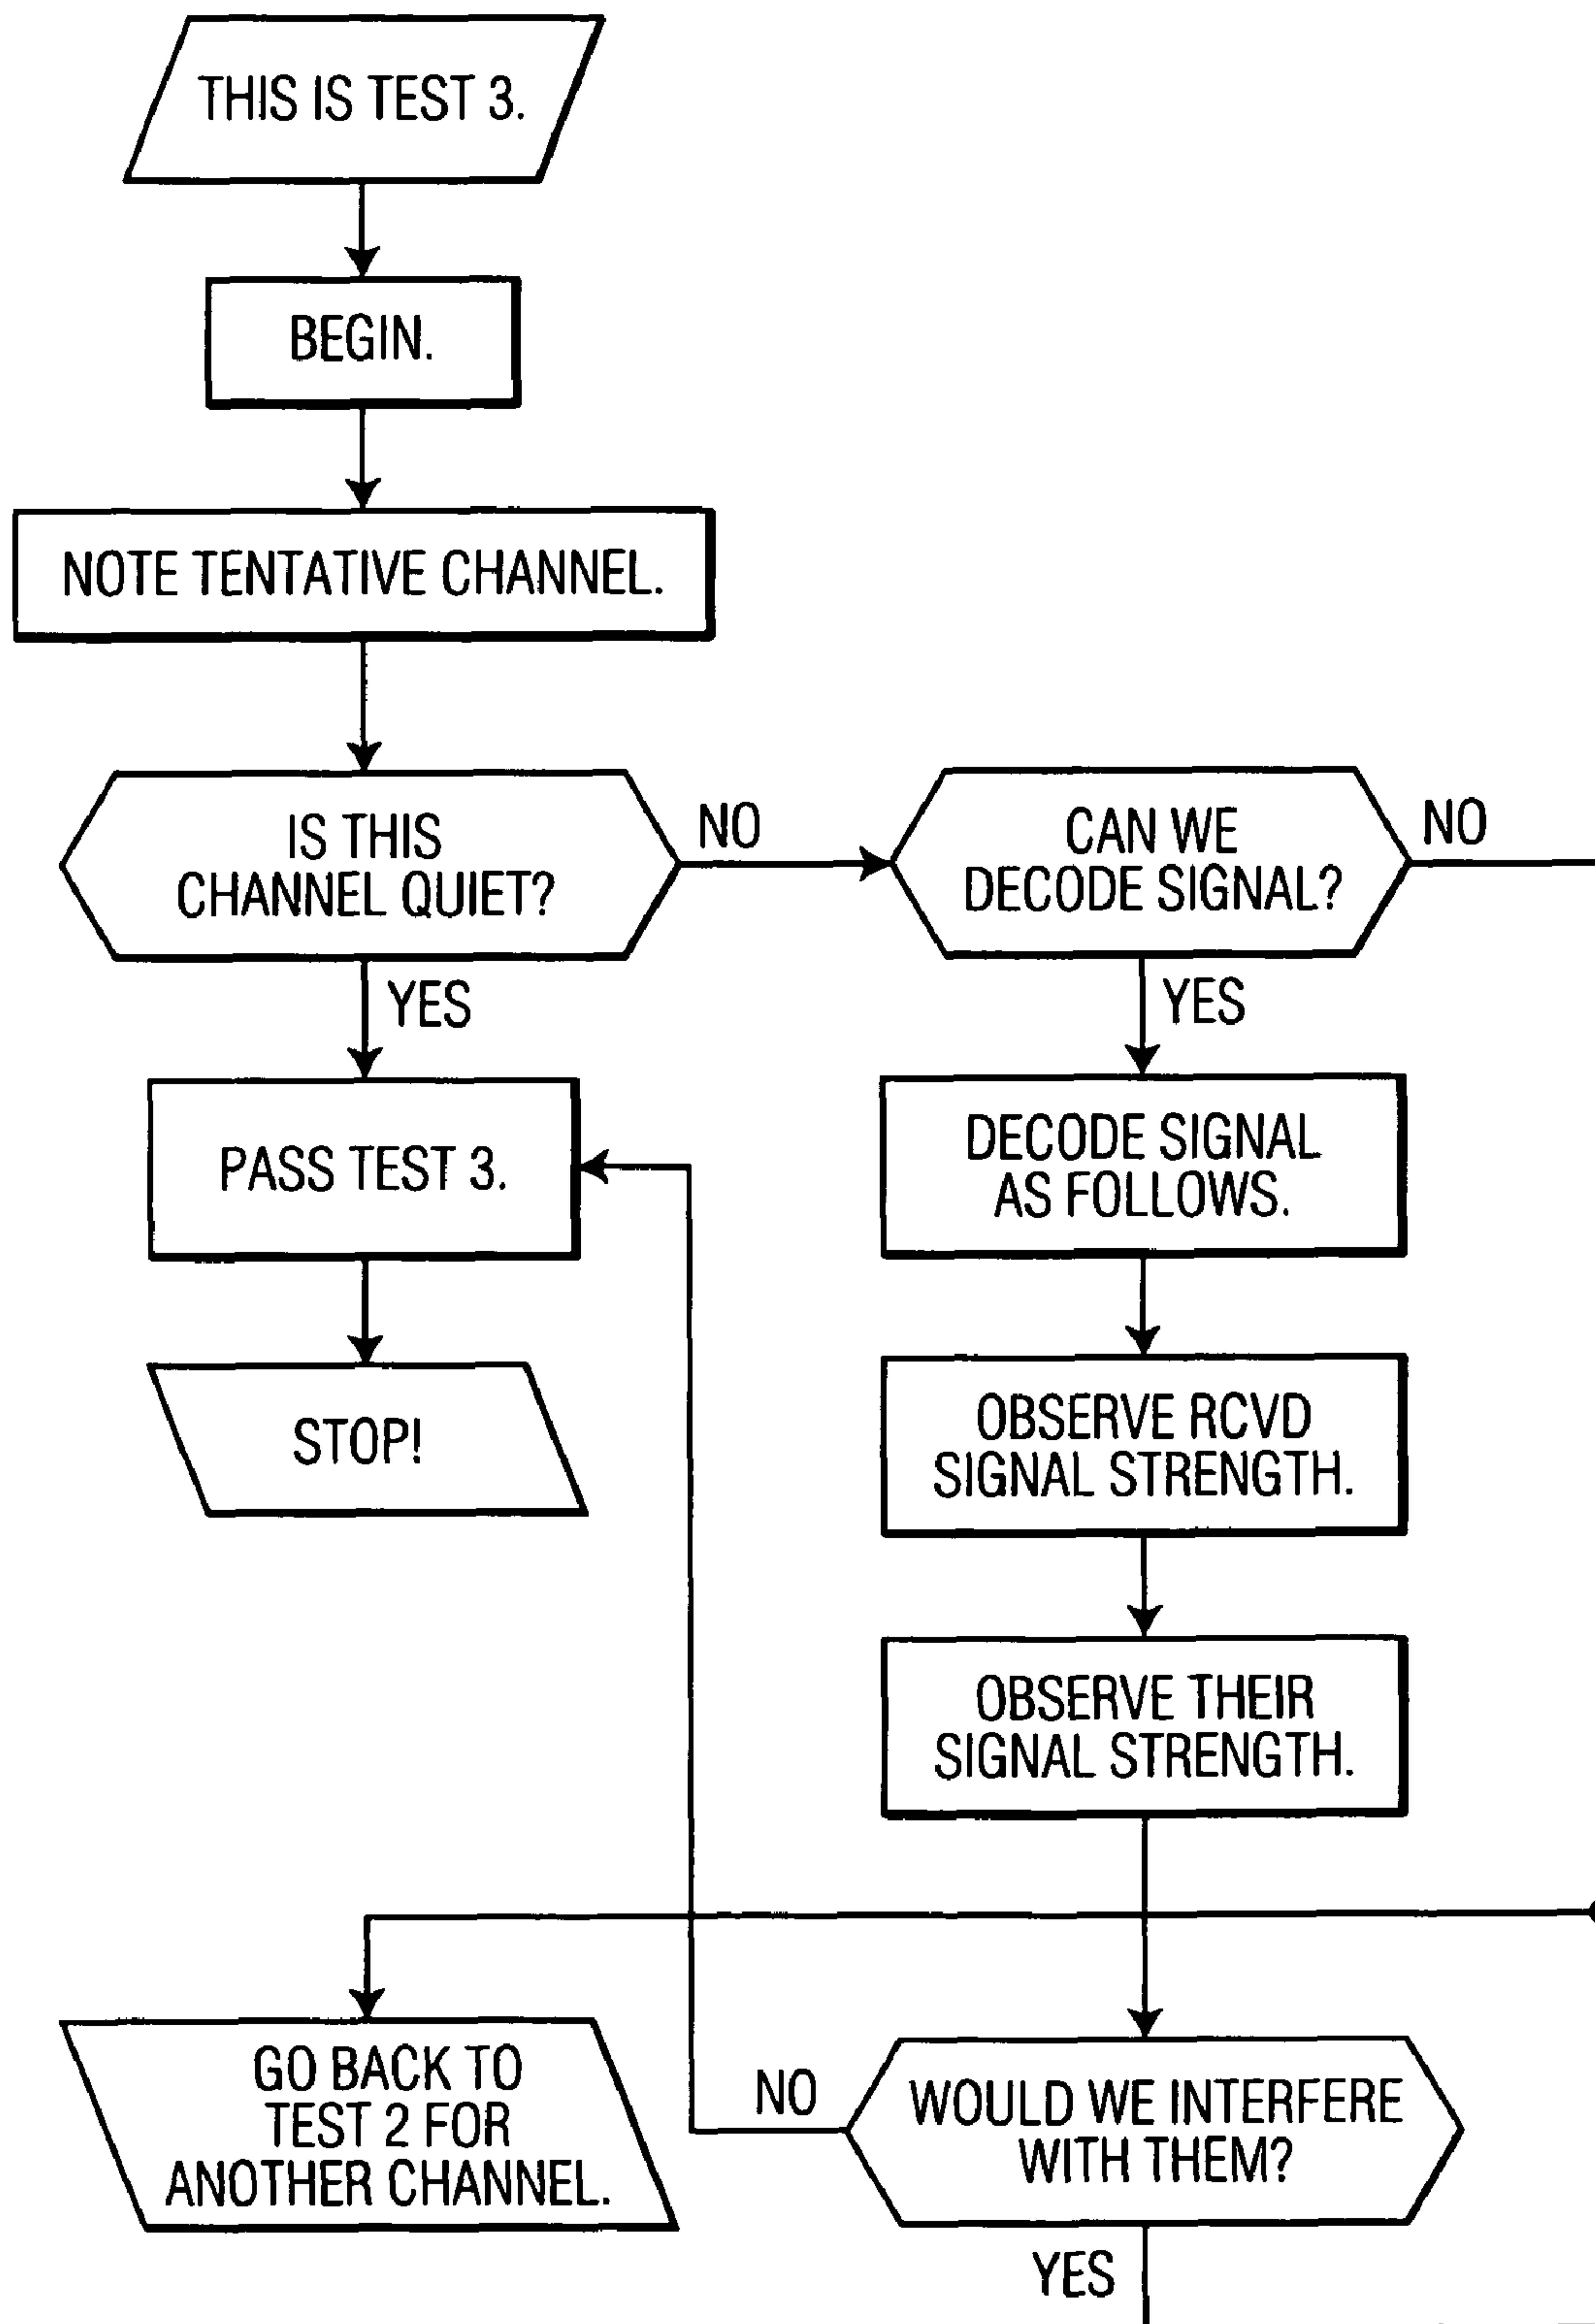 THIS IS TEST 3.
BEGIN.
NOTE TENTATIVE CHANNEL.
IS THIS
CHANNEL QUIET?
NO
YES
CAN WE
DECODE SIGNAL?
NO
YES
PASS TEST 3.
STOP!
DECODE SIGNAL
AS FOLLOWS.
OBSERVE RCVD
SIGNAL STRENGTH.
OBSERVE THEIR
SIGNAL STRENGTH.
GO BACK TO
TEST 2 FOR
ANOTHER CHANNEL.
NO
WOULD WE INTERFERE
WITH THEM?
YES